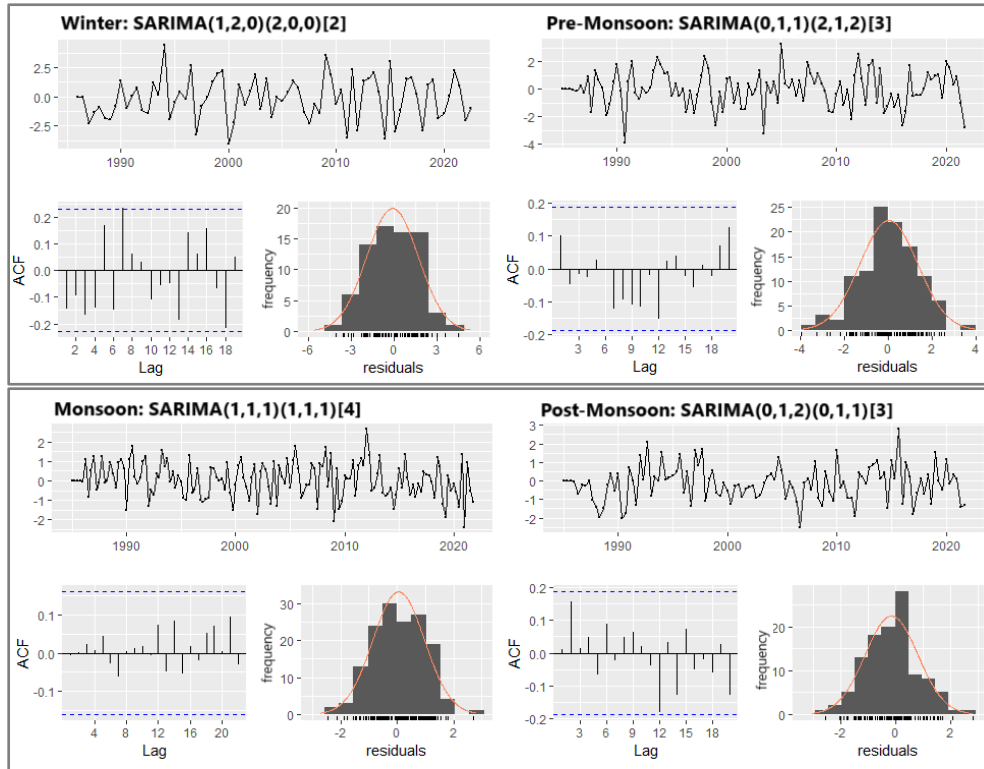 Winter: SARIMA(1,2,0)(2,0,0)[2]
2.5
0.0
-2.5
1990 2000 2010 2020
ACF
0.2
0.1
0.0
-0.1
-0.2
2 4 6 8 10 12 14 16 18
Lag
frequency
20
15
10
5
0
-6 -3 0 3 6
residuals
Pre-Monsoon: SARIMA(0,1,1)(2,1,2)[3]
2
0
-2
-4
1990 2000 2010 2020
ACF
0.2
0.1
0.0
-0.1
-0.2
3 6 9 12 15 18
Lag
frequency
25
20
15
10
5
0
-4 -2 0 2 4
residuals
Monsoon: SARIMA(1,1,1)(1,1,1)[4]
2
1
0
-1
-2
1990 2000 2010 2020
ACF
0.1
0.0
-0.1
4 8 12 16 20
Lag
frequency
30
20
10
0
-2 0 2
residuals
Post-Monsoon: SARIMA(0,1,2)(0,1,1)[3]
3
2
1
0
-1
-2
1990 2000 2010 2020
ACF
0.2
0.1
0.0
-0.1
-0.2
3 6 9 12 15 18
Lag
frequency
20
10
0
-3 -2 -1 0 1 2 3
residuals